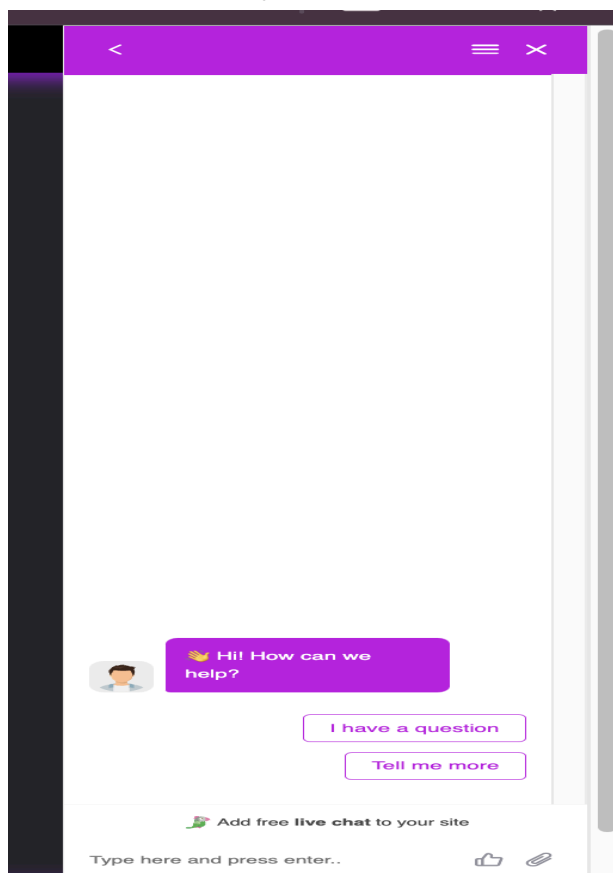 👋 Hi! How can we
help?
I have a question
Tell me more
Add free live chat to your site
Type here and press enter..